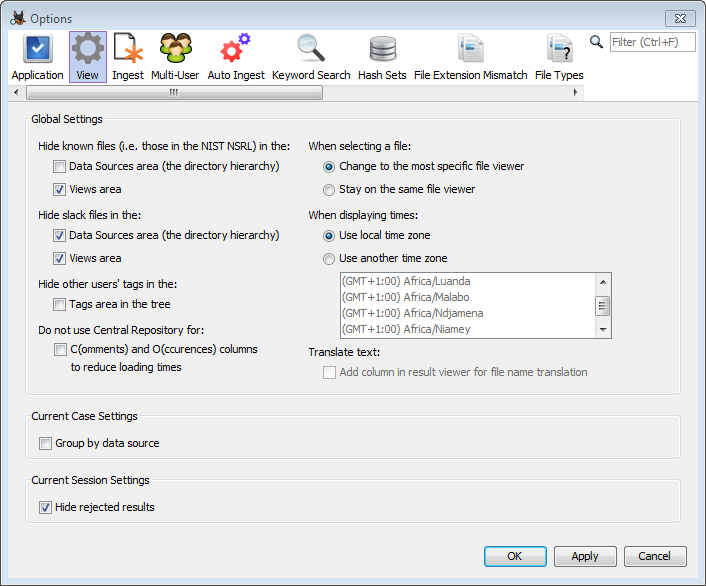 Options
Filter (Ctrl+F)
Application View Ingest Multi-User Auto Ingest Keyword Search Hash Sets File Extension Mismatch File Types
Global Settings
Hide known files (i.e. those in the NIST NSRL) in the:
Data Sources area (the directory hierarchy)
Views area
Hide slack files in the:
Data Sources area (the directory hierarchy)
Views area
Hide other users' tags in the:
Tags area in the tree
Do not use Central Repository for:
C(omments) and O(ccurences) columns
to reduce loading times
When selecting a file:
Change to the most specific file viewer
Stay on the same file viewer
When displaying times:
Use local time zone
Use another time zone
(GMT+1:00) Africa/Luanda
(GMT+1:00) Africa/Malabo
(GMT+1:00) Africa/Ndjamena
(GMT+1:00) Africa/Niamey
Translate text:
Add column in result viewer for file name translation
Current Case Settings
Group by data source
Current Session Settings
Hide rejected results
OK Apply Cancel